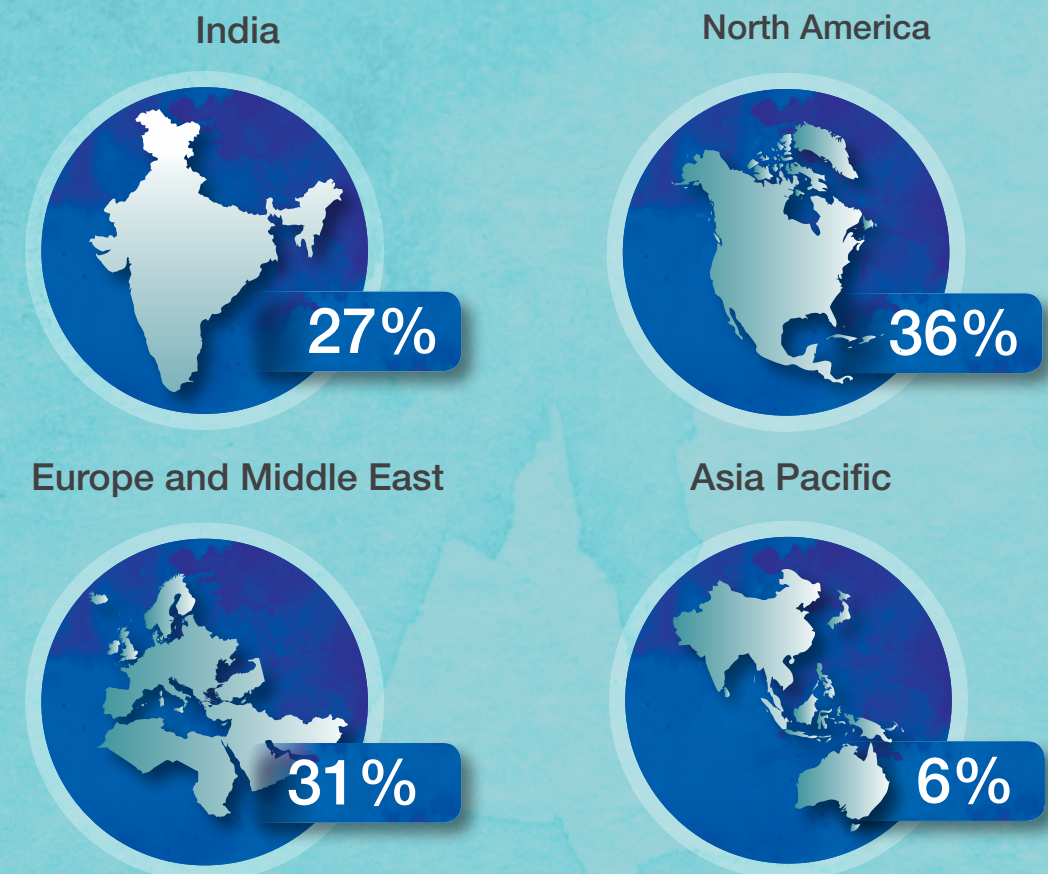 India
27%
North America
36%
Europe and Middle East
31%
Asia Pacific
6%